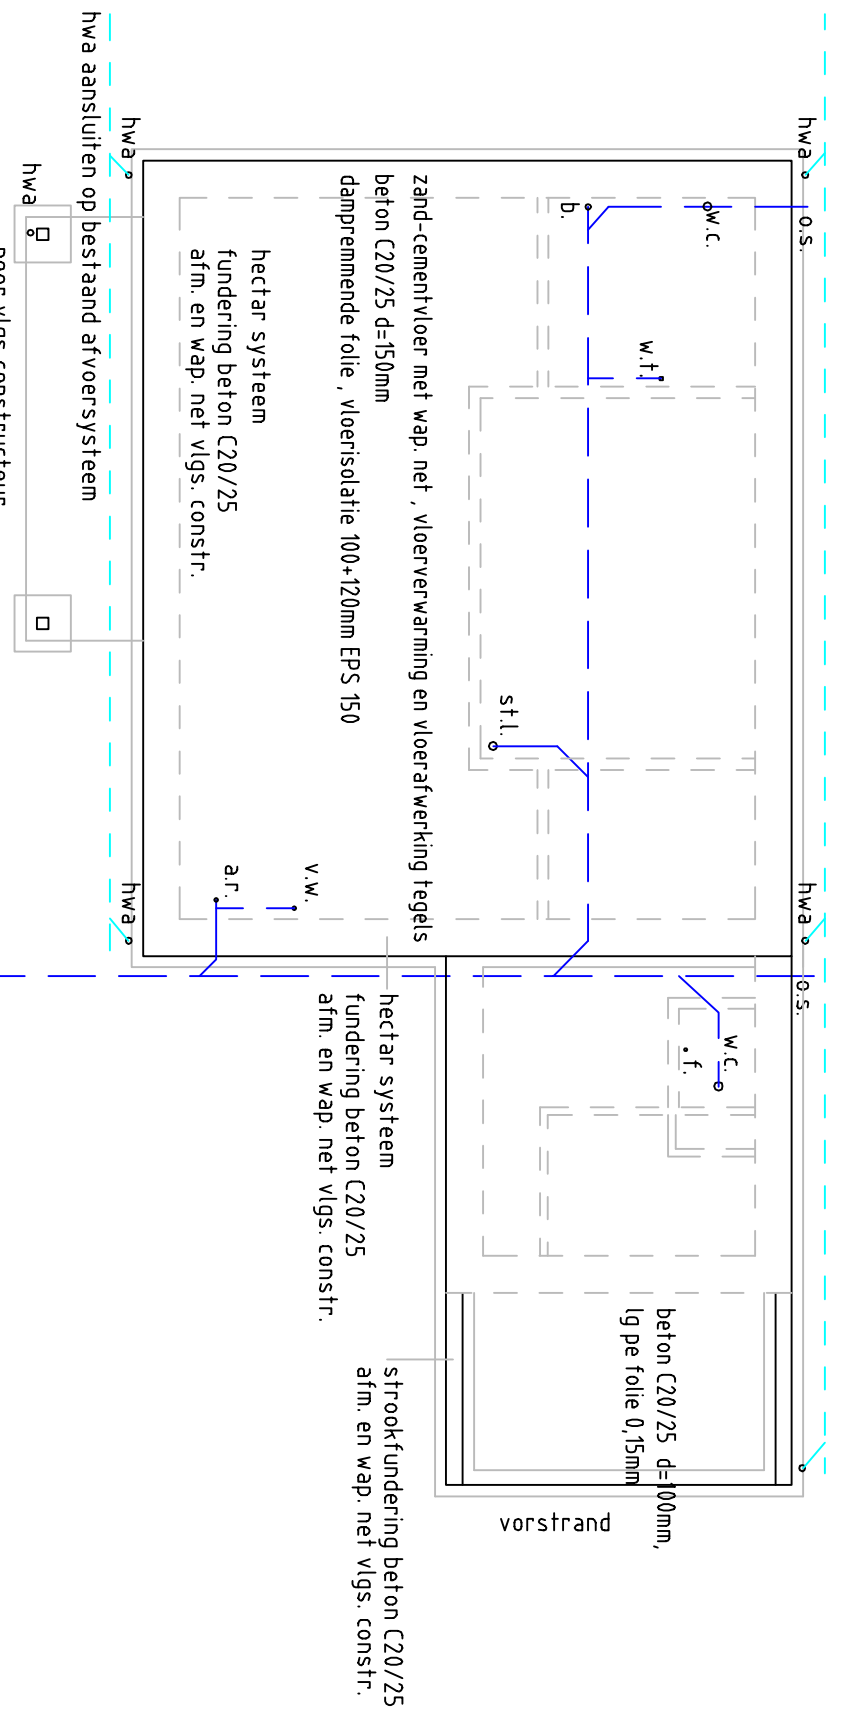 hwa
hwa
o.s.
w.c.
b.
w.t.
zand-cementvloer met wap. net , vloerverwarming en vloerafwerking tegels
beton C20/25 d=150mm
dampremmende folie , vloerisolatie 100+120mm EPS 150
hectar systeem
fundering beton C20/25
afm. en wap. net vlgs. constr.
hwa aansluiten op bestaand afvoersysteem
hwa
poer vlgs constructeur
st.l.
v.w.
a.r.
hwa
hwa
o.s.
w.c.
f.
hectar systeem
fundering beton C20/25
afm. en wap. net vlgs. constr.
beton C20/25 d=100mm,
lg pe folie 0,15mm
strookfundering beton C20/25
afm. en wap. net vlgs. constr.
vorstrand